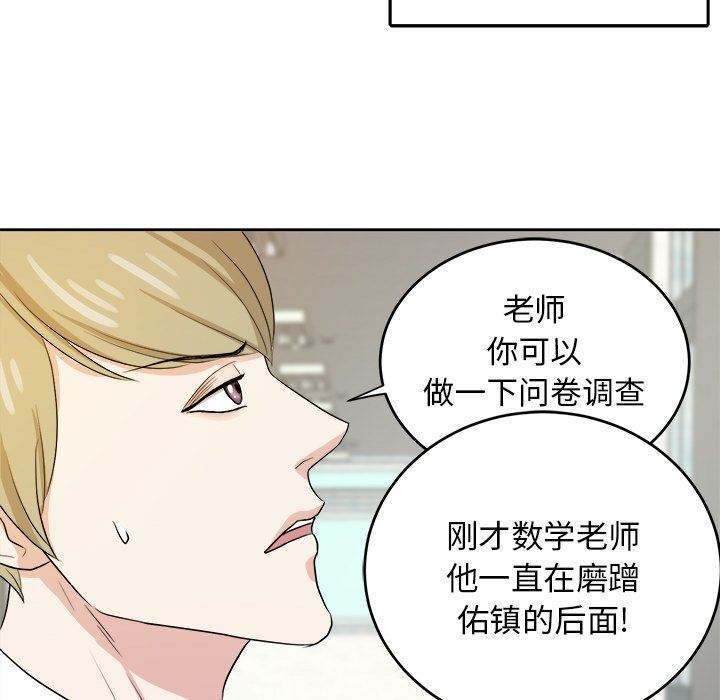 老师
你可以
做一下问卷调查
刚才数学老师
他一直在磨蹭
佑镇的后面!